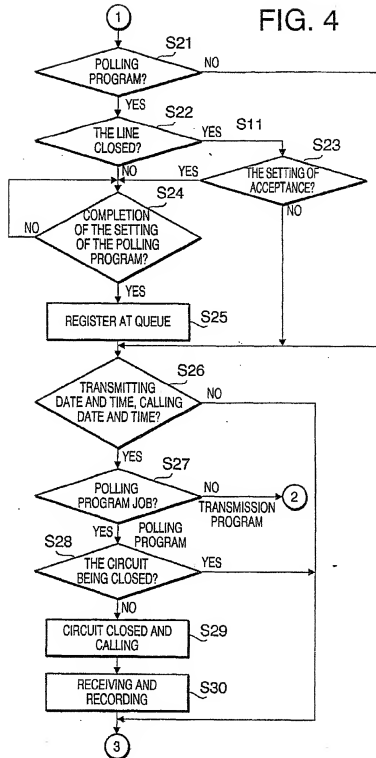 FIG. 4
1
S21
POLLING
PROGRAM?
NO
YES
S22
THE LINE
CLOSED?
YES
S11
S23
THE SETTING OF
ACCEPTANCE?
YES
NO
NO
S24
COMPLETION
OF THE SETTING
OF THE POLLING
PROGRAM?
NO
YES
REGISTER AT QUEUE
S25
S26
TRANSMITTING
DATE AND TIME, CALLING
DATE AND TIME?
NO
YES
S27
POLLING
PROGRAM JOB?
NO
TRANSMISSION
PROGRAM
2
YES
POLLING
PROGRAM
S28
THE CIRCUIT
BEING CLOSED?
YES
NO
CIRCUIT CLOSED AND
CALLING
S29
RECEIVING AND
RECORDING
S30
3